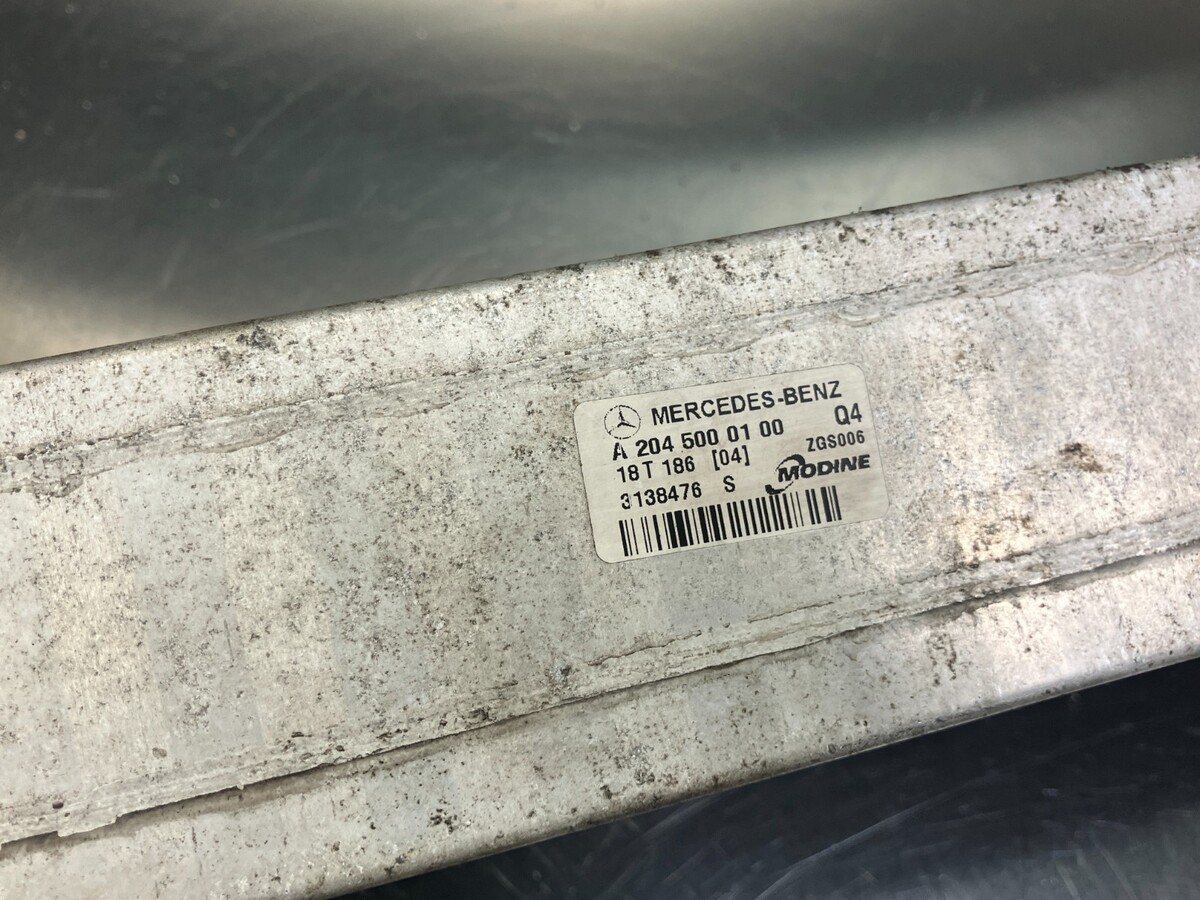 MERCEDES-BENZ
A 204 500 01 00 Q4
18 T 186 [04] ZGS006
3138476 S MODINE